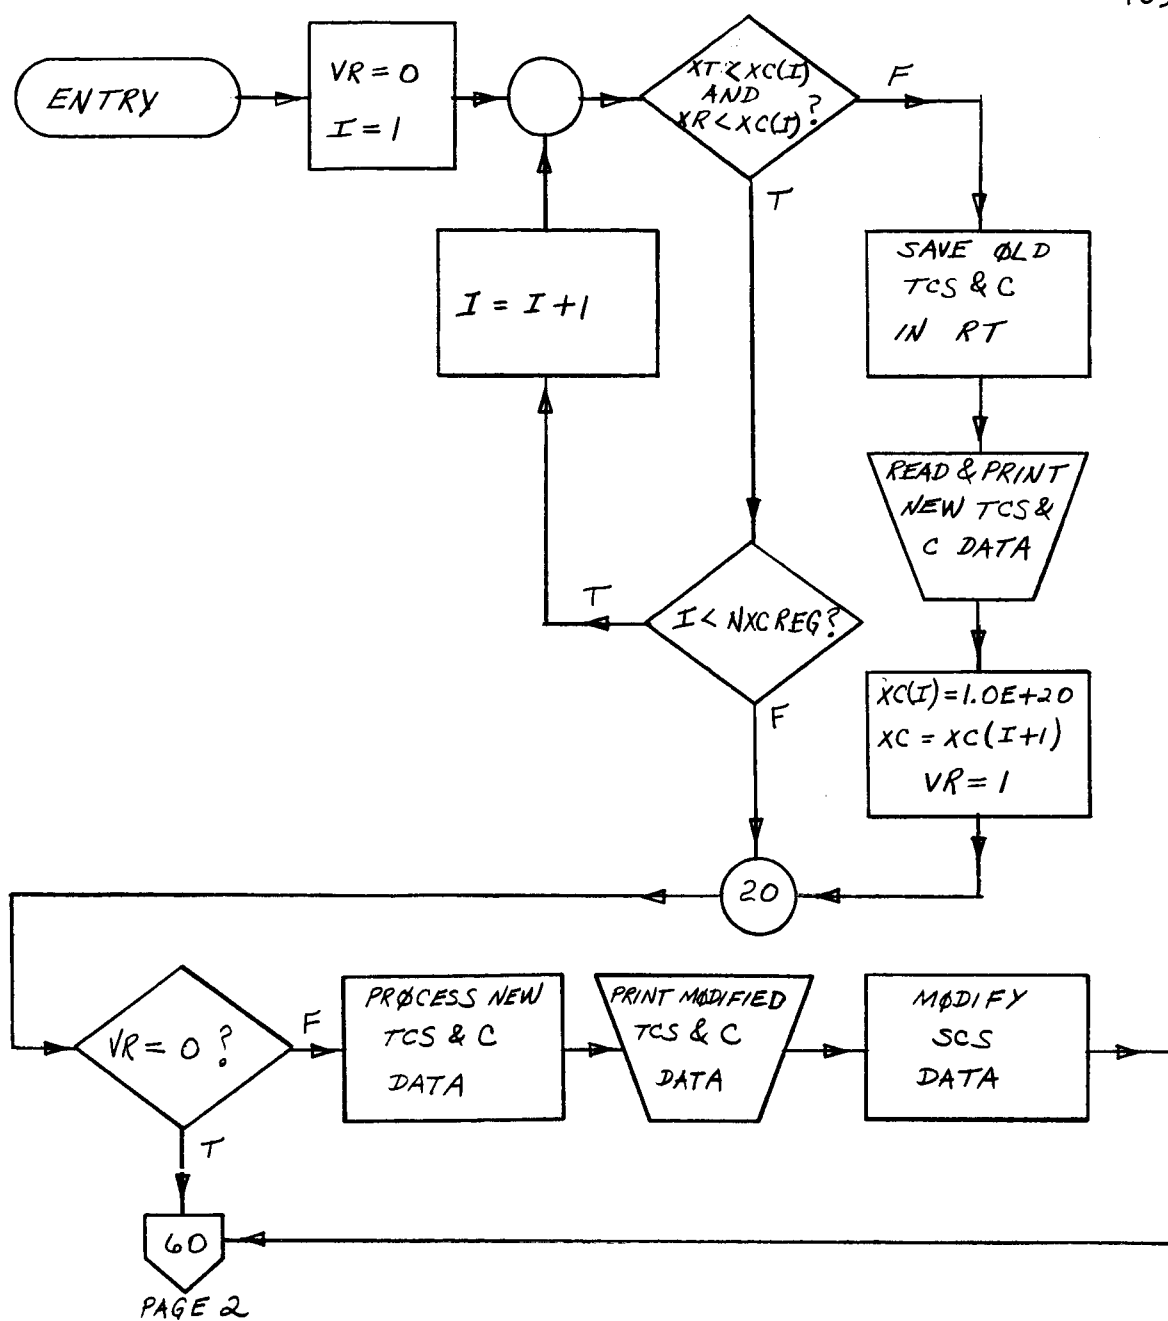 ENTRY
VR = 0
I = 1
XT < XC(I)
AND
XR < XC(I) ?
F
T
SAVE ØLD
TCS & C
IN RT
I = I + 1
READ & PRINT
NEW TCS &
C DATA
T
I < NXCREG?
F
XC(I) = 1.0E+20
XC = XC(I+1)
VR = 1
20
VR = 0 ?
F
T
PRØCESS NEW
TCS & C
DATA
PRINT MØDIFIED
TCS & C
DATA
MØDIFY
SCS
DATA
60
PAGE 2